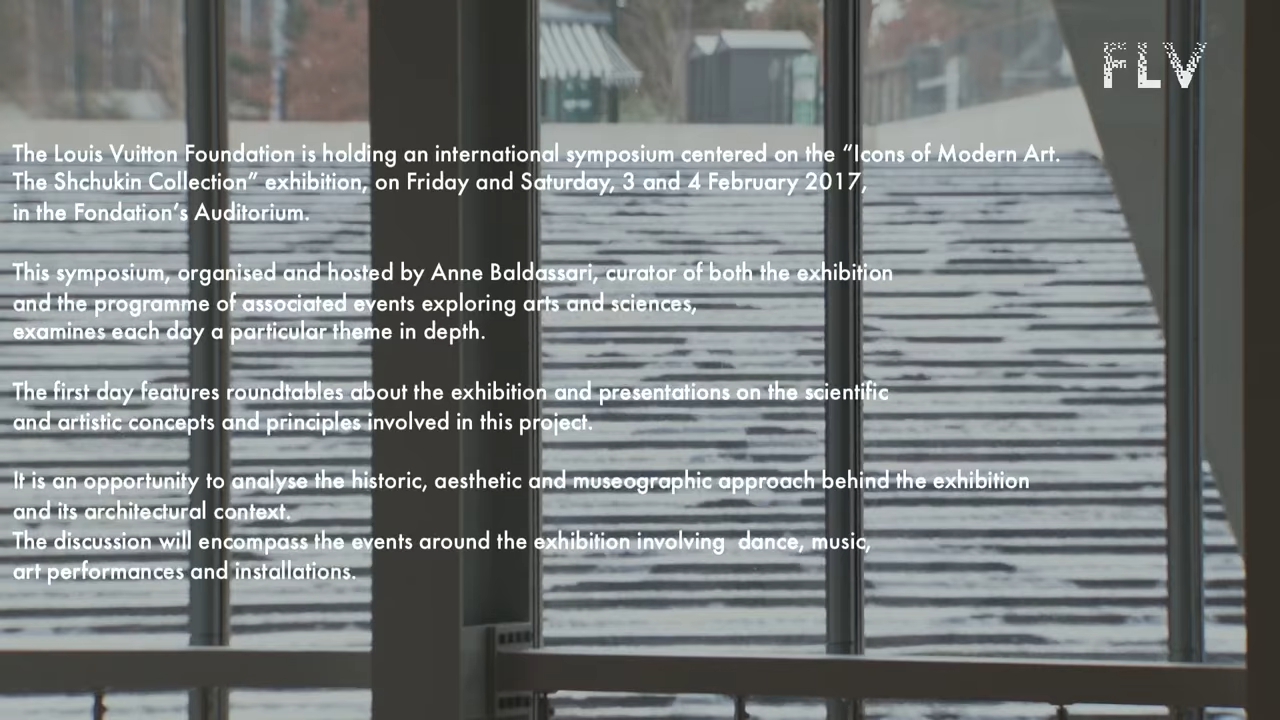 FLV
The Louis Vuitton Foundation is holding an international symposium centered on the “Icons of Modern Art.
The Shchukin Collection” exhibition, on Friday and Saturday, 3 and 4 February 2017,
in the Fondation’s Auditorium.
This symposium, organised and hosted by Anne Baldassari, curator of both the exhibition
and the programme of associated events exploring arts and sciences,
examines each day a particular theme in depth.
The first day features roundtables about the exhibition and presentations on the scientific
and artistic concepts and principles involved in this project.
It is an opportunity to analyse the historic, aesthetic and museographic approach behind the exhibition
and its architectural context.
The discussion will encompass the events around the exhibition involving  dance, music,
art performances and installations.